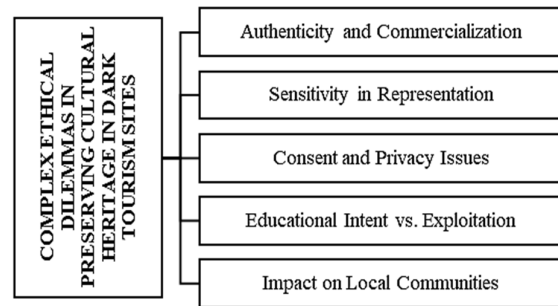 COMPLEX ETHICAL
DILEMMAS IN
PRESERVING CULTURAL
HERITAGE IN DARK
TOURISM SITES
Authenticity and Commercialization
Sensitivity in Representation
Consent and Privacy Issues
Educational Intent vs. Exploitation
Impact on Local Communities